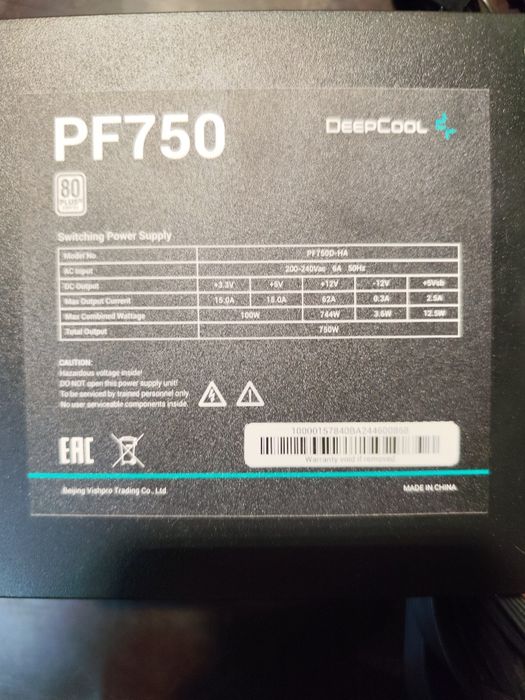 PF750
DEEPCOOL
80
PLUS
Switching Power Supply
Model No. PF750D-HA
AC Input 200-240Vac 6A 50Hz
DC Output +3.3V +5V +12V -12V +5Vsb
Max Output Current 15.0A 15.0A 62A 0.3A 2.5A
Max Combined Wattage 100W 744W 3.6W 12.5W
Total Output 750W
CAUTION:
Hazardous voltage inside!
DO NOT open this power supply unit!
To be serviced by trained personnel only
No user serviceable components inside.
EAC
Warranty void if removed
Beijing Vishpro Trading Co., Ltd
MADE IN CHINA